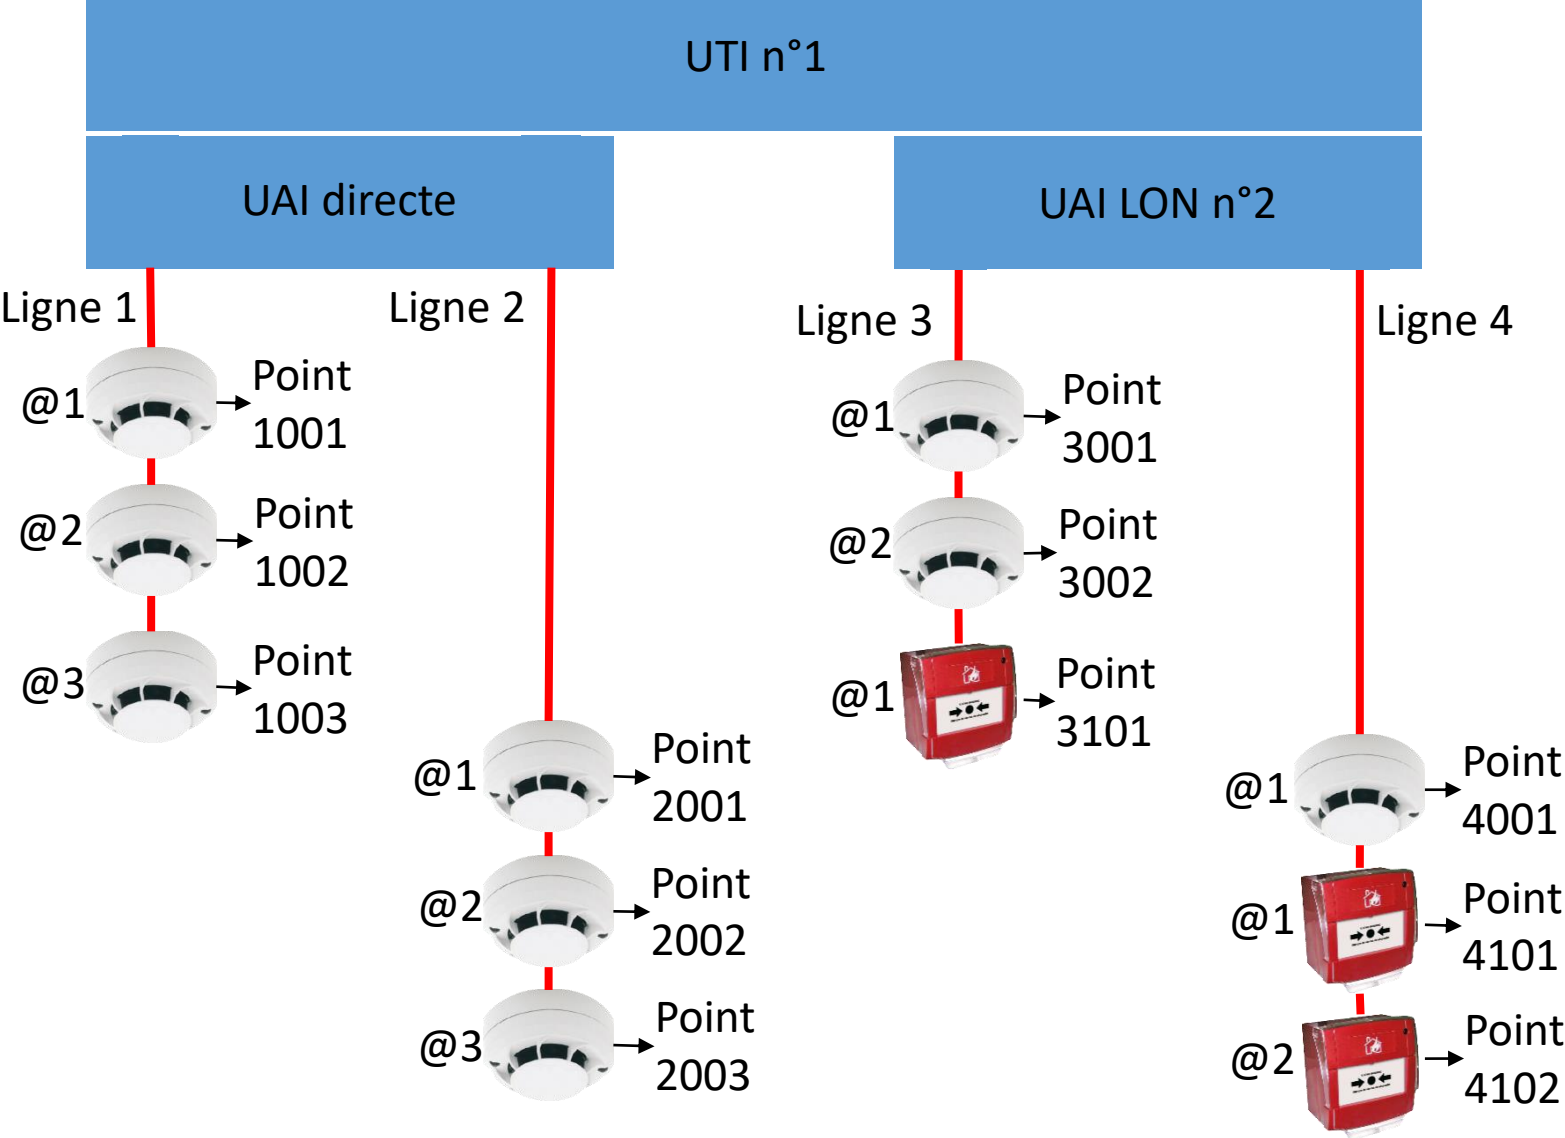 UTI n°1
UAI directe
UAI LON n°2
Ligne 1
@1
Point
1001
@2
Point
1002
@3
Point
1003
Ligne 2
@1
Point
2001
@2
Point
2002
@3
Point
2003
Ligne 3
@1
Point
3001
@2
Point
3002
@1
Point
3101
Ligne 4
@1
Point
4001
@1
Point
4101
@2
Point
4102